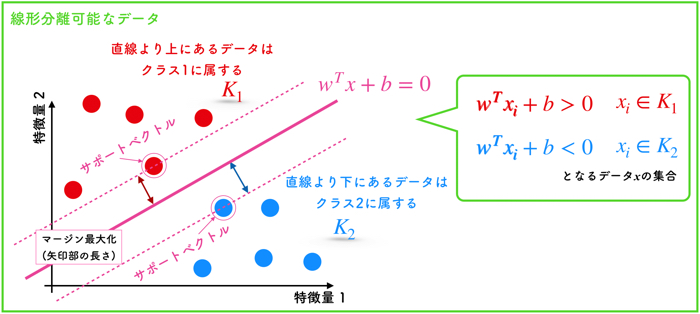 線形分離可能なデータ
直線より上にあるデータは
クラス1に属する
K₁
wᵀx + b = 0
特徴量 2
サポートベクトル
wᵀxᵢ + b > 0 xᵢ ∈ K₁
wᵀxᵢ + b < 0 xᵢ ∈ K₂
となるデータxの集合
直線より下にあるデータは
クラス2に属する
K₂
マージン最大化
(矢印部の長さ)
サポートベクトル
特徴量 1